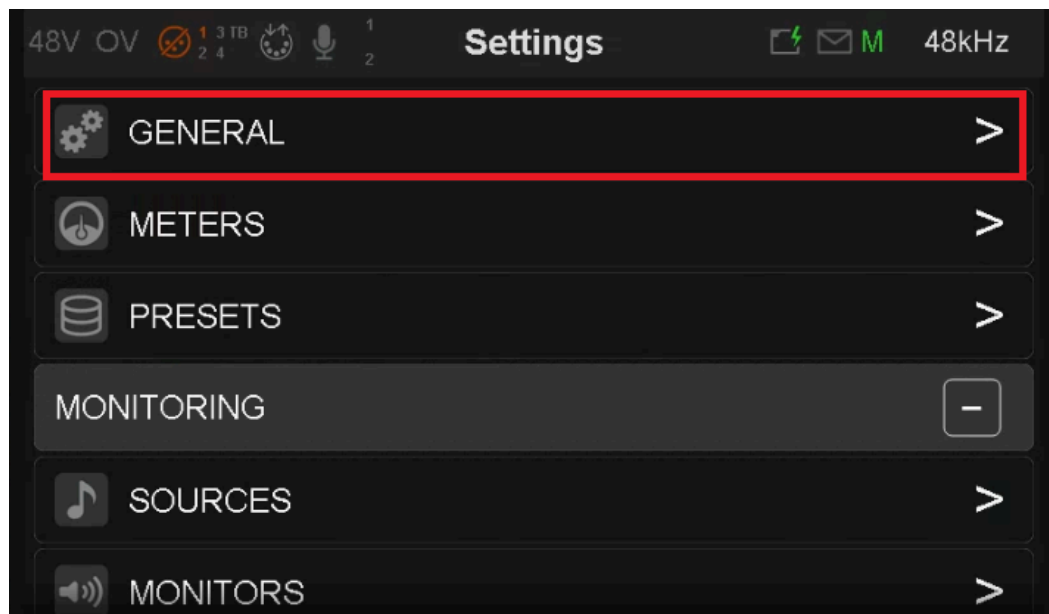 48V OV 1 3 TB 1 Settings M 48kHz
2 4 2
GENERAL >
METERS >
PRESETS >
MONITORING −
SOURCES >
MONITORS >